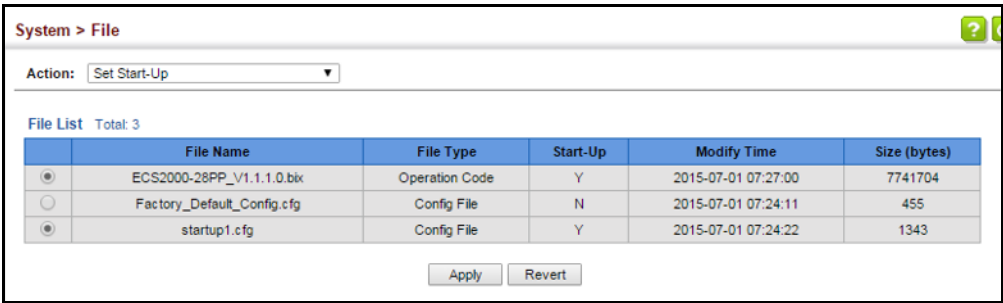 System > File
?
Action: Set Start-Up
File List Total: 3
File Name File Type Start-Up Modify Time Size (bytes)
ECS2000-28PP_V1.1.1.0.bix Operation Code Y 2015-07-01 07:27:00 7741704
Factory_Default_Config.cfg Config File N 2015-07-01 07:24:11 455
startup1.cfg Config File Y 2015-07-01 07:24:22 1343
Apply Revert